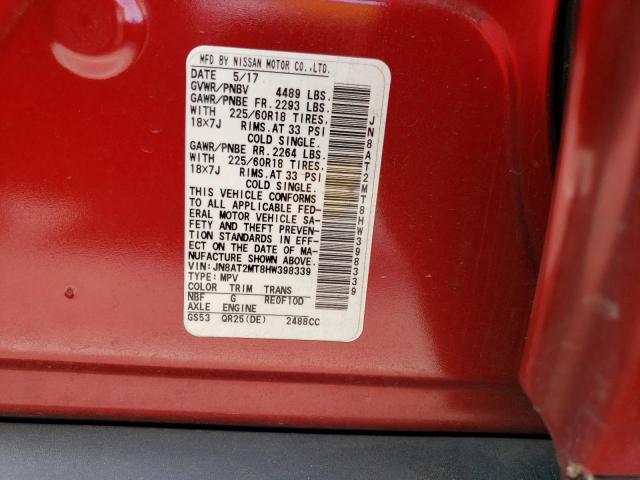 MFD BY NISSAN MOTOR CO.,LTD.
DATE 5/17
GVWR/PNBV 4489 LBS.
GAWR/PNBE FR. 2293 LBS.
WITH 225/60R18 TIRES.
18X7J RIMS.AT 33 PSI
COLD SINGLE.
GAWR/PNBE RR. 2264 LBS.
WITH 225/60R18 TIRES.
18X7J RIMS.AT 33 PSI
COLD SINGLE.
THIS VEHICLE CONFORMS
TO ALL APPLICABLE FED-
ERAL MOTOR VEHICLE SA-
FETY AND THEFT PREVEN-
TION STANDARDS IN EFF-
ECT ON THE DATE OF MA-
NUFACTURE SHOWN ABOVE.
VIN: JN8AT2MT8HW398339
TYPE: MPV
COLOR TRIM TRANS
NBF G RE0F10D
AXLE ENGINE
GS53 QR25(DE) 2488CC
JN8AT2MT8HW398339